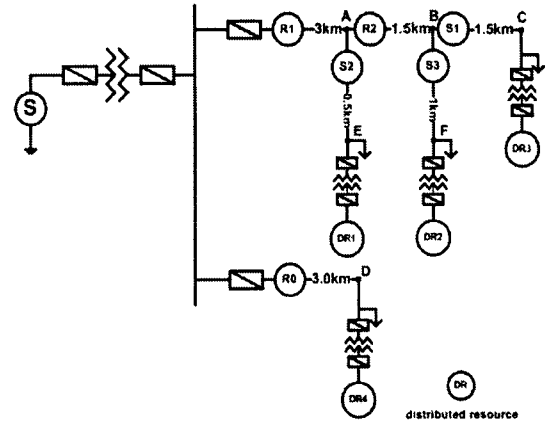 R1 3km A R2 1.5km B S1 1.5km C
S S2 S3
0.5km 1km
E F DR3
DR1 DR2
R0 3.0km D
DR4 DR
distributed resource